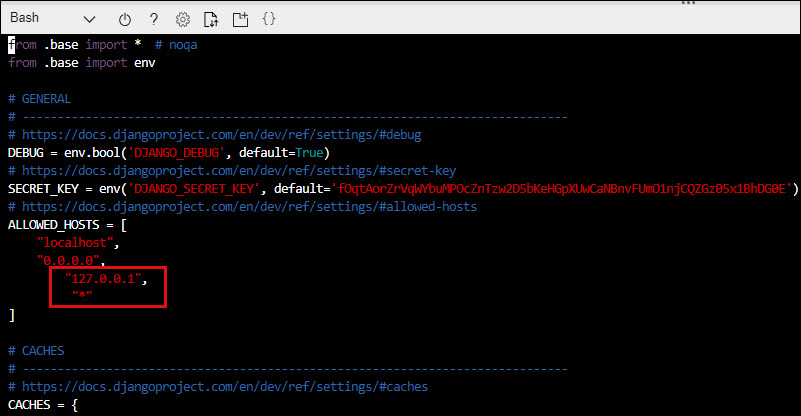 Bash
?
{}
from .base import *  # noqa
from .base import env
# GENERAL
# ------------------------------------------------------------------------------
# https://docs.djangoproject.com/en/dev/ref/settings/#debug
DEBUG = env.bool('DJANGO_DEBUG', default=True)
# https://docs.djangoproject.com/en/dev/ref/settings/#secret-key
SECRET_KEY = env('DJANGO_SECRET_KEY', default='fOqtAorZrVqWYbuMPOcZnTzw2D5bKeHGpXUwCaNBnvFUmO1njCQZGz05x1BhDG0E')
# https://docs.djangoproject.com/en/dev/ref/settings/#allowed-hosts
ALLOWED_HOSTS = [
    "localhost",
    "0.0.0.0",
        "127.0.0.1",
         "*"
]
# CACHES
# ------------------------------------------------------------------------------
# https://docs.djangoproject.com/en/dev/ref/settings/#caches
CACHES = {